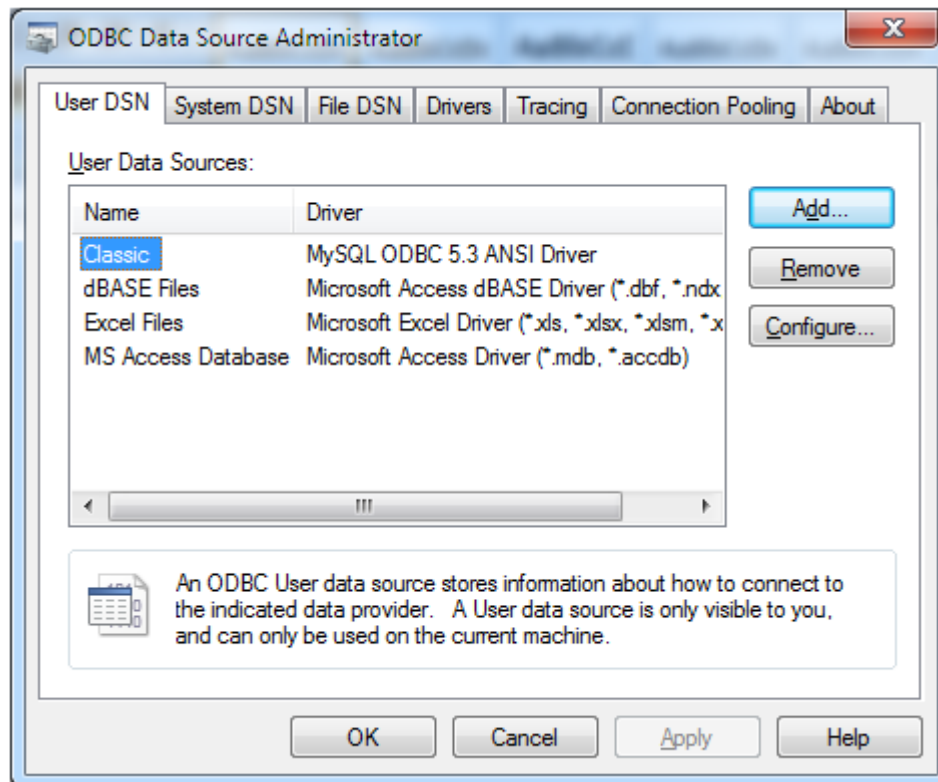 ODBC Data Source Administrator
User DSN System DSN File DSN Drivers Tracing Connection Pooling About
User Data Sources:
Name Driver
Classic MySQL ODBC 5.3 ANSI Driver
dBASE Files Microsoft Access dBASE Driver (*.dbf, *.ndx
Excel Files Microsoft Excel Driver (*.xls, *.xlsx, *.xlsm, *.x
MS Access Database Microsoft Access Driver (*.mdb, *.accdb)
Add...
Remove
Configure...
An ODBC User data source stores information about how to connect to
the indicated data provider. A User data source is only visible to you,
and can only be used on the current machine.
OK Cancel Apply Help